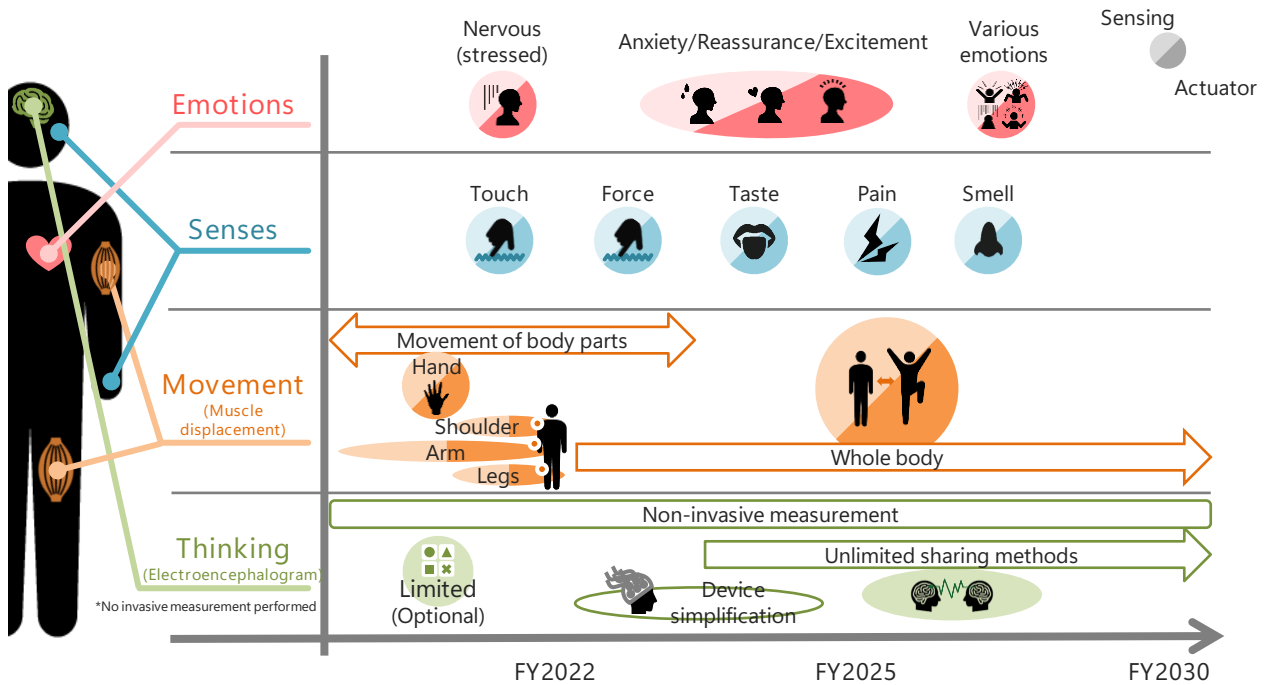 Nervous
(stressed)
Anxiety/Reassurance/Excitement
Various
emotions
Sensing
Actuator
Emotions
Senses
Touch
Force
Taste
Pain
Smell
Movement
(Muscle
displacement)
Movement of body parts
Hand
Shoulder
Arm
Legs
Whole body
Thinking
(Electroencephalogram)
*No invasive measurement performed
Non-invasive measurement
Unlimited sharing methods
Limited
(Optional)
Device
simplification
FY2022
FY2025
FY2030